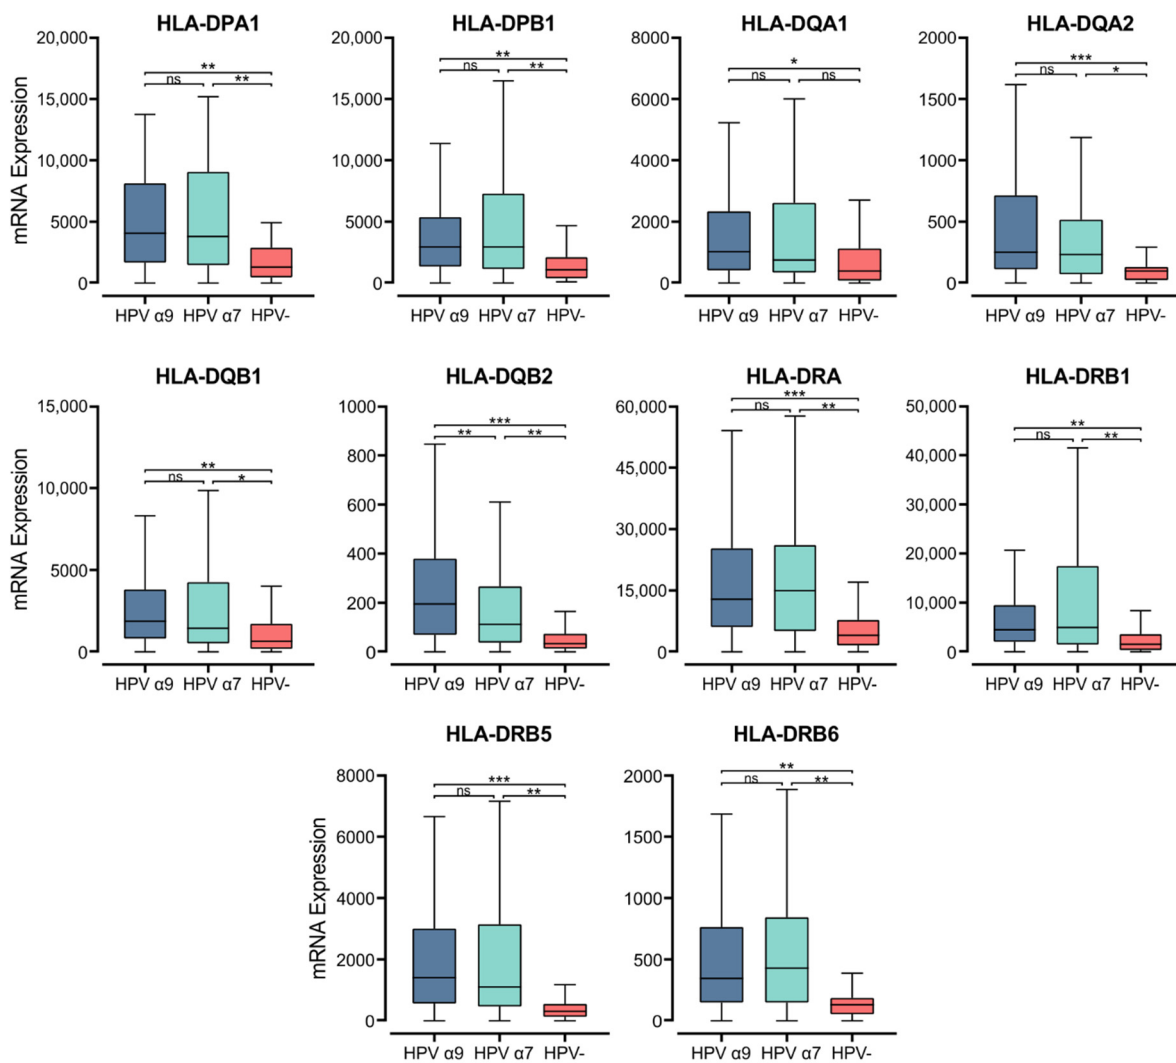 HLA-DPA1 HLA-DPB1 HLA-DQA1 HLA-DQA2
mRNA Expression
20,000
15,000
10,000
5000
0
**
ns **
HPV α9 HPV α7 HPV-
20,000
15,000
10,000
5000
0
**
ns **
HPV α9 HPV α7 HPV-
8000
6000
4000
2000
0
*
ns ns
HPV α9 HPV α7 HPV-
2000
1500
1000
500
0
***
ns *
HPV α9 HPV α7 HPV-
HLA-DQB1 HLA-DQB2 HLA-DRA HLA-DRB1
mRNA Expression
15,000
10,000
5000
0
**
ns *
HPV α9 HPV α7 HPV-
1000
800
600
400
200
0
***
** **
HPV α9 HPV α7 HPV-
60,000
45,000
30,000
15,000
0
***
ns **
HPV α9 HPV α7 HPV-
50,000
40,000
30,000
20,000
10,000
0
**
ns **
HPV α9 HPV α7 HPV-
HLA-DRB5 HLA-DRB6
mRNA Expression
8000
6000
4000
2000
0
***
ns **
HPV α9 HPV α7 HPV-
2000
1500
1000
500
0
**
ns **
HPV α9 HPV α7 HPV-